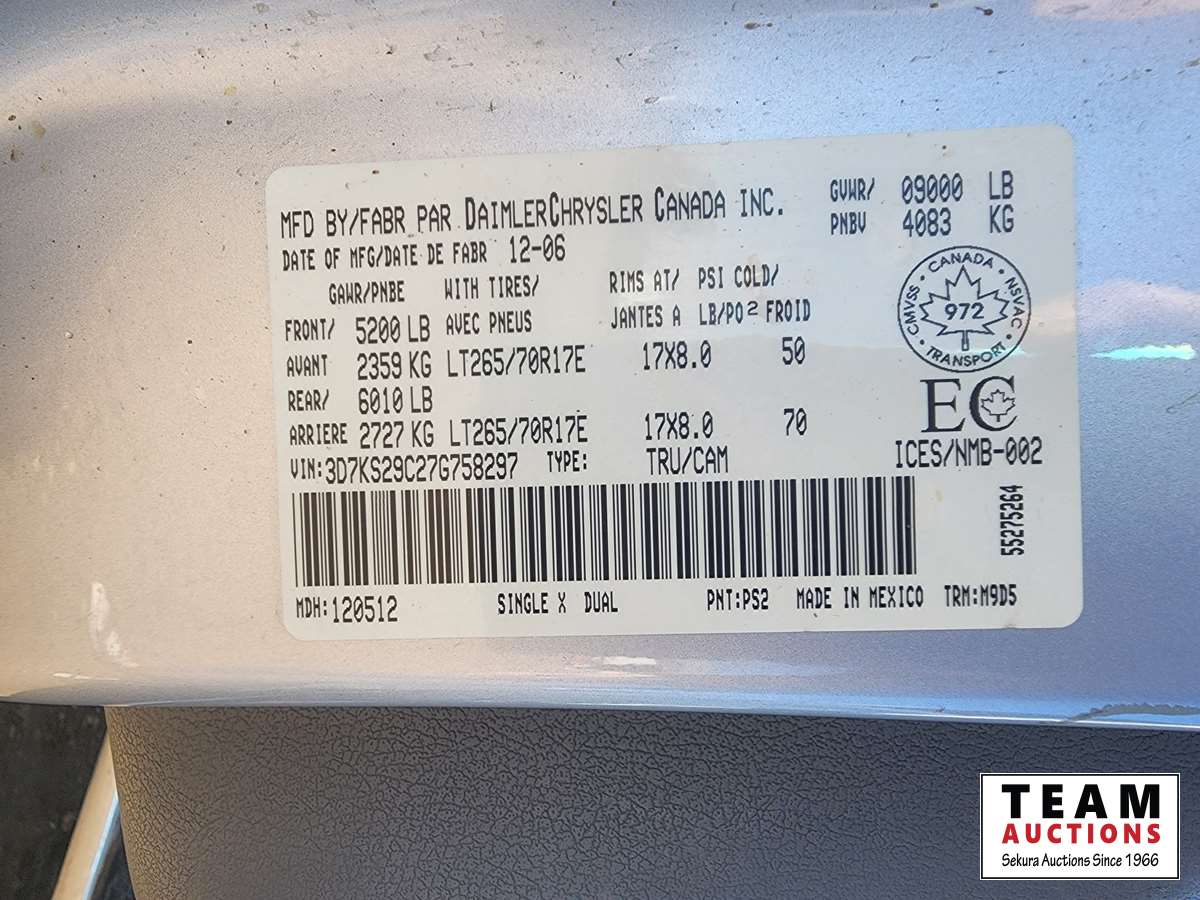 MFD BY/FABR PAR DAIMLERCHRYSLER CANADA INC.
GVWR/ 09000 LB
PNBV 4083 KG
DATE OF MFG/DATE DE FABR 12-06
GAWR/PNBE WITH TIRES/ RIMS AT/ PSI COLD/
FRONT/ 5200 LB AVEC PNEUS JANTES A LB/PO2 FROID
AVANT 2359 KG LT265/70R17E 17X8.0 50
REAR/ 6010 LB
ARRIERE 2727 KG LT265/70R17E 17X8.0 70
VIN:3D7KS29C27G758297 TYPE: TRU/CAM
CANADA
CMVSS 972 NSVAC
TRANSPORT
EC
ICES/NMB-002
55275264
MDH:120512 SINGLE X DUAL PNT:PS2 MADE IN MEXICO TRM:M9D5
TEAM
AUCTIONS
Sekura Auctions Since 1966